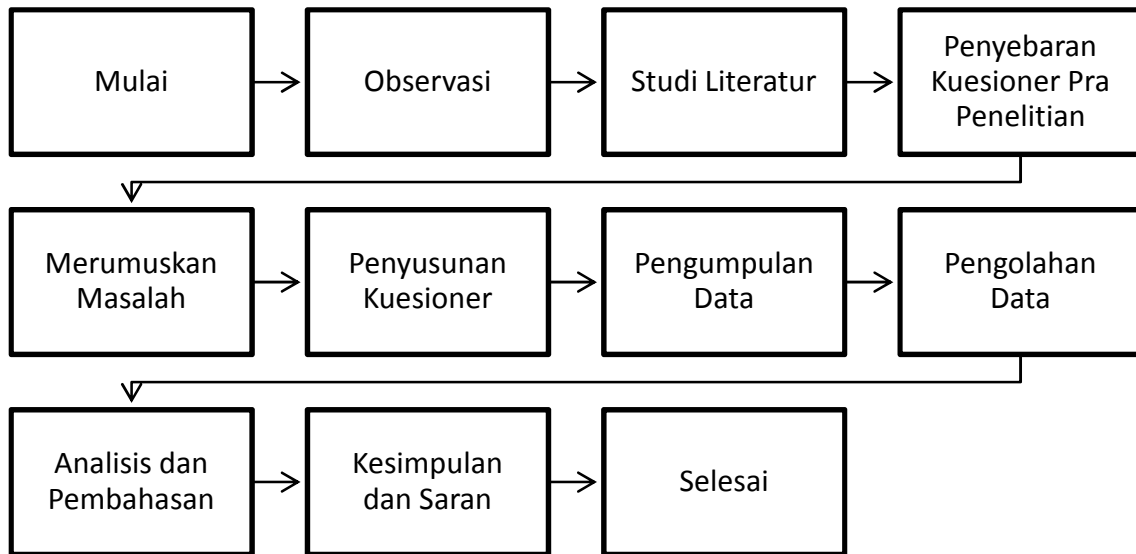 Mulai
Observasi
Studi Literatur
Penyebaran
Kuesioner Pra
Penelitian
Merumuskan
Masalah
Penyusunan
Kuesioner
Pengumpulan
Data
Pengolahan
Data
Analisis dan
Pembahasan
Kesimpulan
dan Saran
Selesai